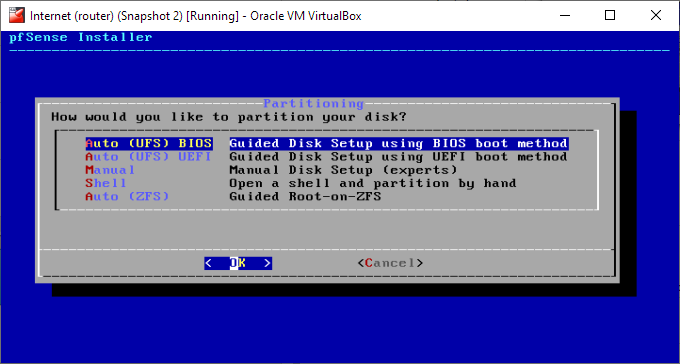 Internet (router) (Snapshot 2) [Running] - Oracle VM VirtualBox
pfSense Installer
Partitioning
How would you like to partition your disk?
Auto (UFS) BIOS Guided Disk Setup using BIOS boot method
Auto (UFS) UEFI Guided Disk Setup using UEFI boot method
Manual Manual Disk Setup (experts)
Shell Open a shell and partition by hand
Auto (ZFS) Guided Root-on-ZFS
< OK > <Cancel>